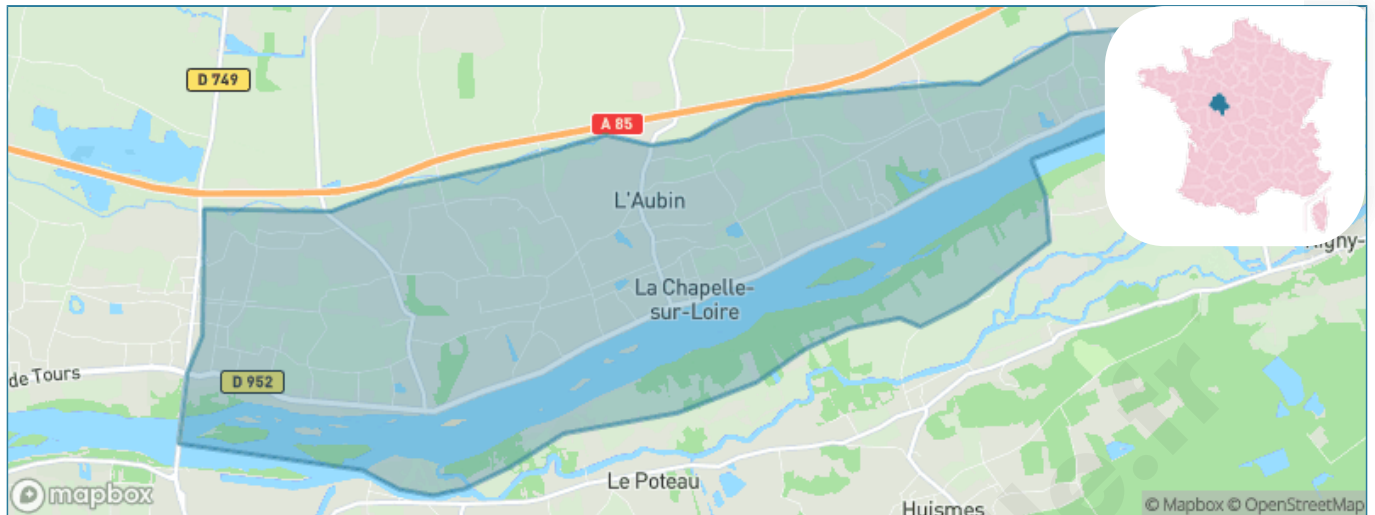 D 749
A 85
L'Aubin
La Chapelle-
sur-Loire
D 952
de Tours
Le Poteau
Huismes
mapbox
© Mapbox © OpenStreetMap